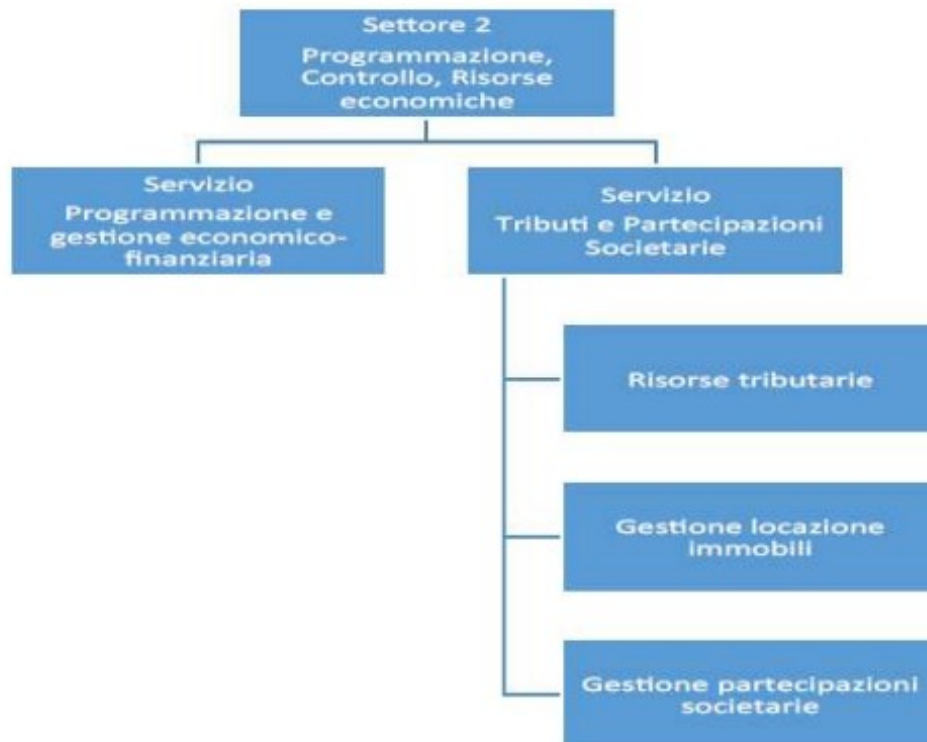 Settore 2
Programmazione,
Controllo, Risorse
economiche
Servizio
Programmazione e
gestione economico-
finanziaria
Servizio
Tributi e Partecipazioni
Societarie
Risorse tributarie
Gestione locazione
immobili
Gestione partecipazioni
societarie